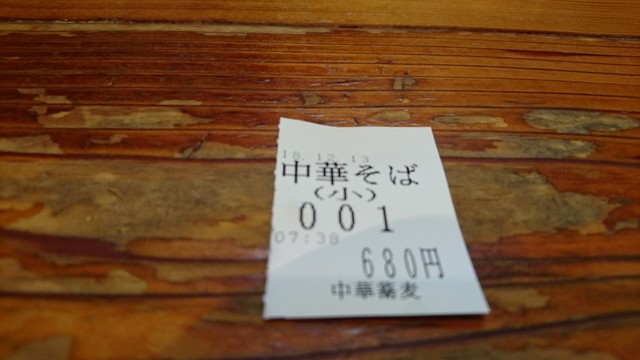 18.12.13
中華そば
(小)
001
07:38
680円
中華蕎麦